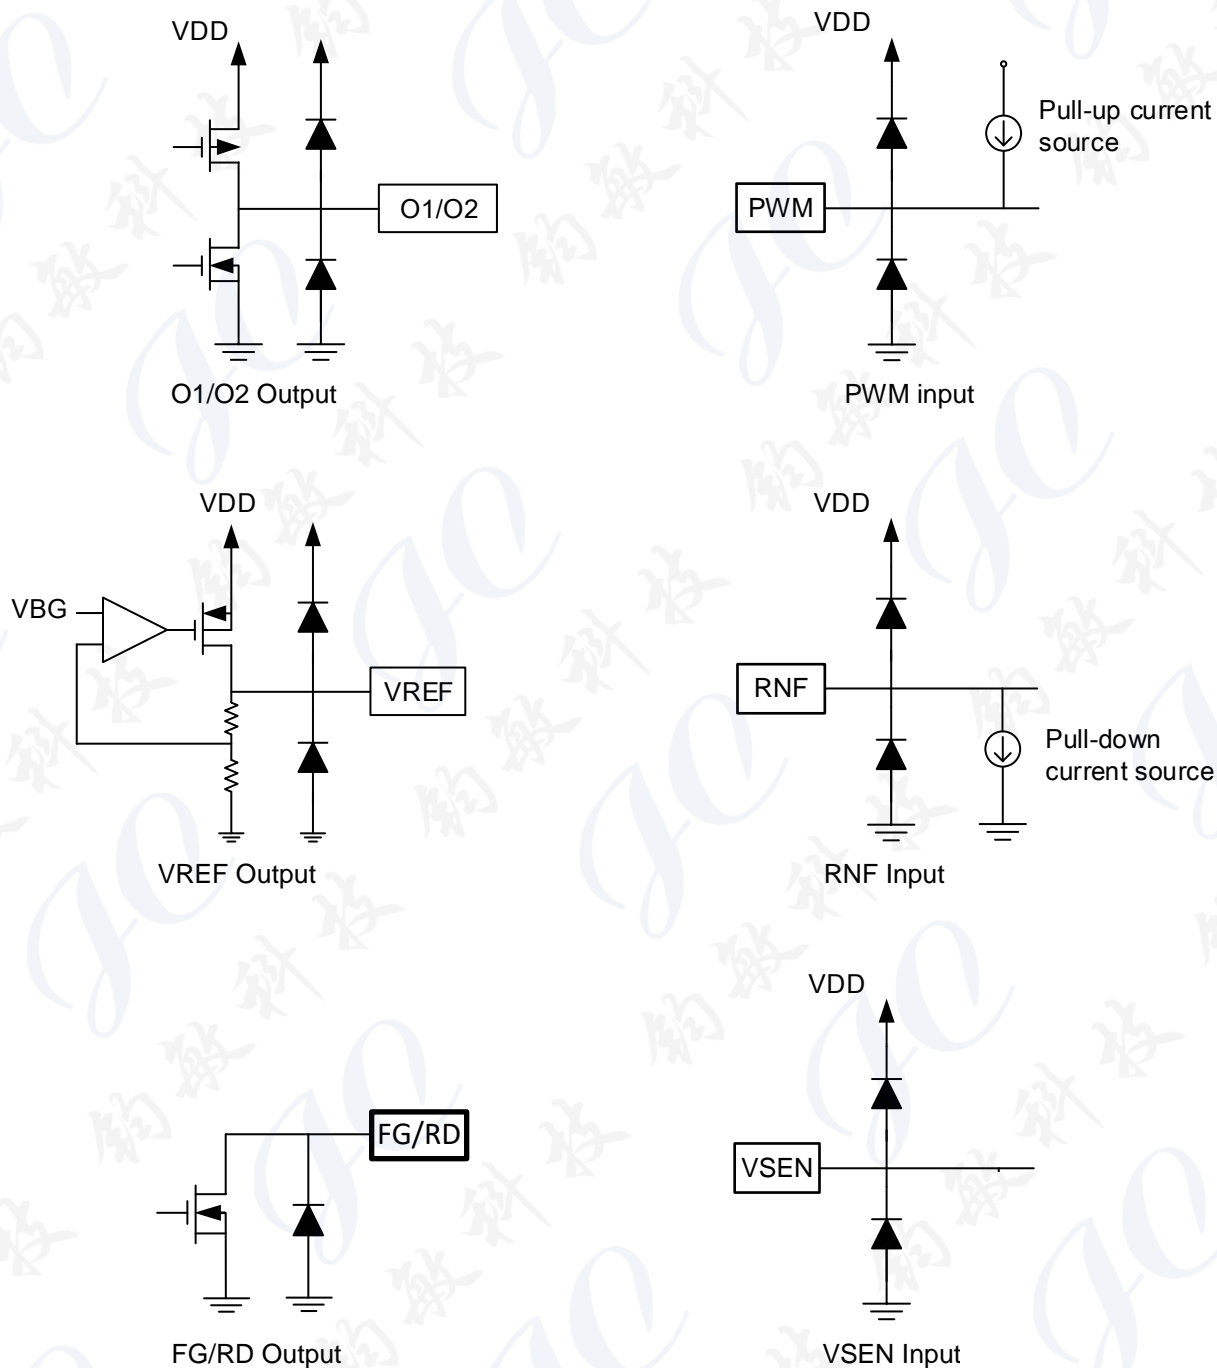 VDD
O1/O2
O1/O2 Output
VDD
Pull-up current
source
PWM
PWM input
VDD
VBG
VREF
VREF Output
VDD
RNF
Pull-down
current source
RNF Input
FG/RD
FG/RD Output
VDD
VSEN
VSEN Input